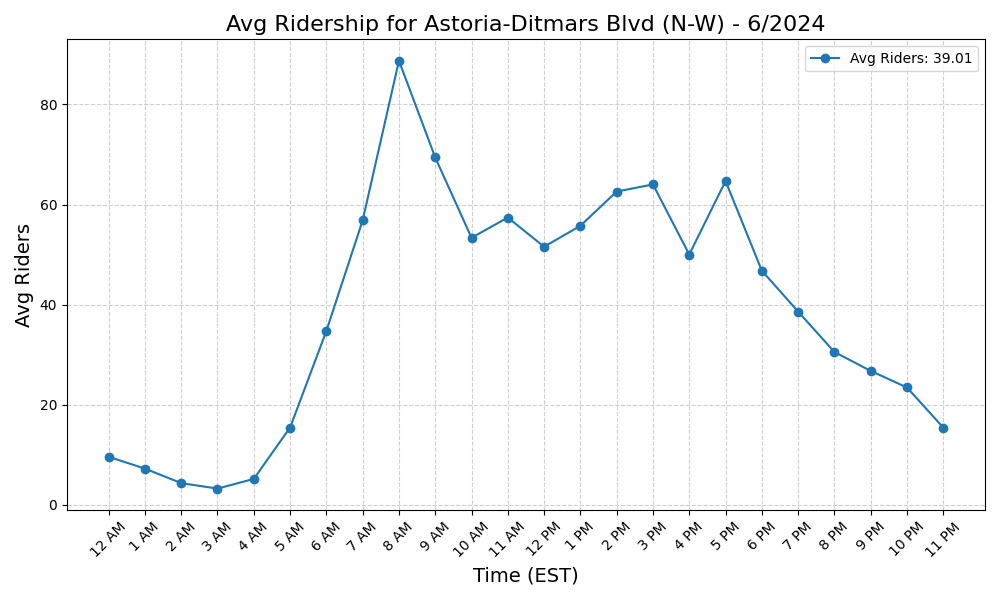 Avg Ridership for Astoria-Ditmars Blvd (N-W) - 6/2024
Avg Riders: 39.01
Avg Riders
80
60
40
20
0
12 AM
1 AM
2 AM
3 AM
4 AM
5 AM
6 AM
7 AM
8 AM
9 AM
10 AM
11 AM
12 PM
1 PM
2 PM
3 PM
4 PM
5 PM
6 PM
7 PM
8 PM
9 PM
10 PM
11 PM
Time (EST)